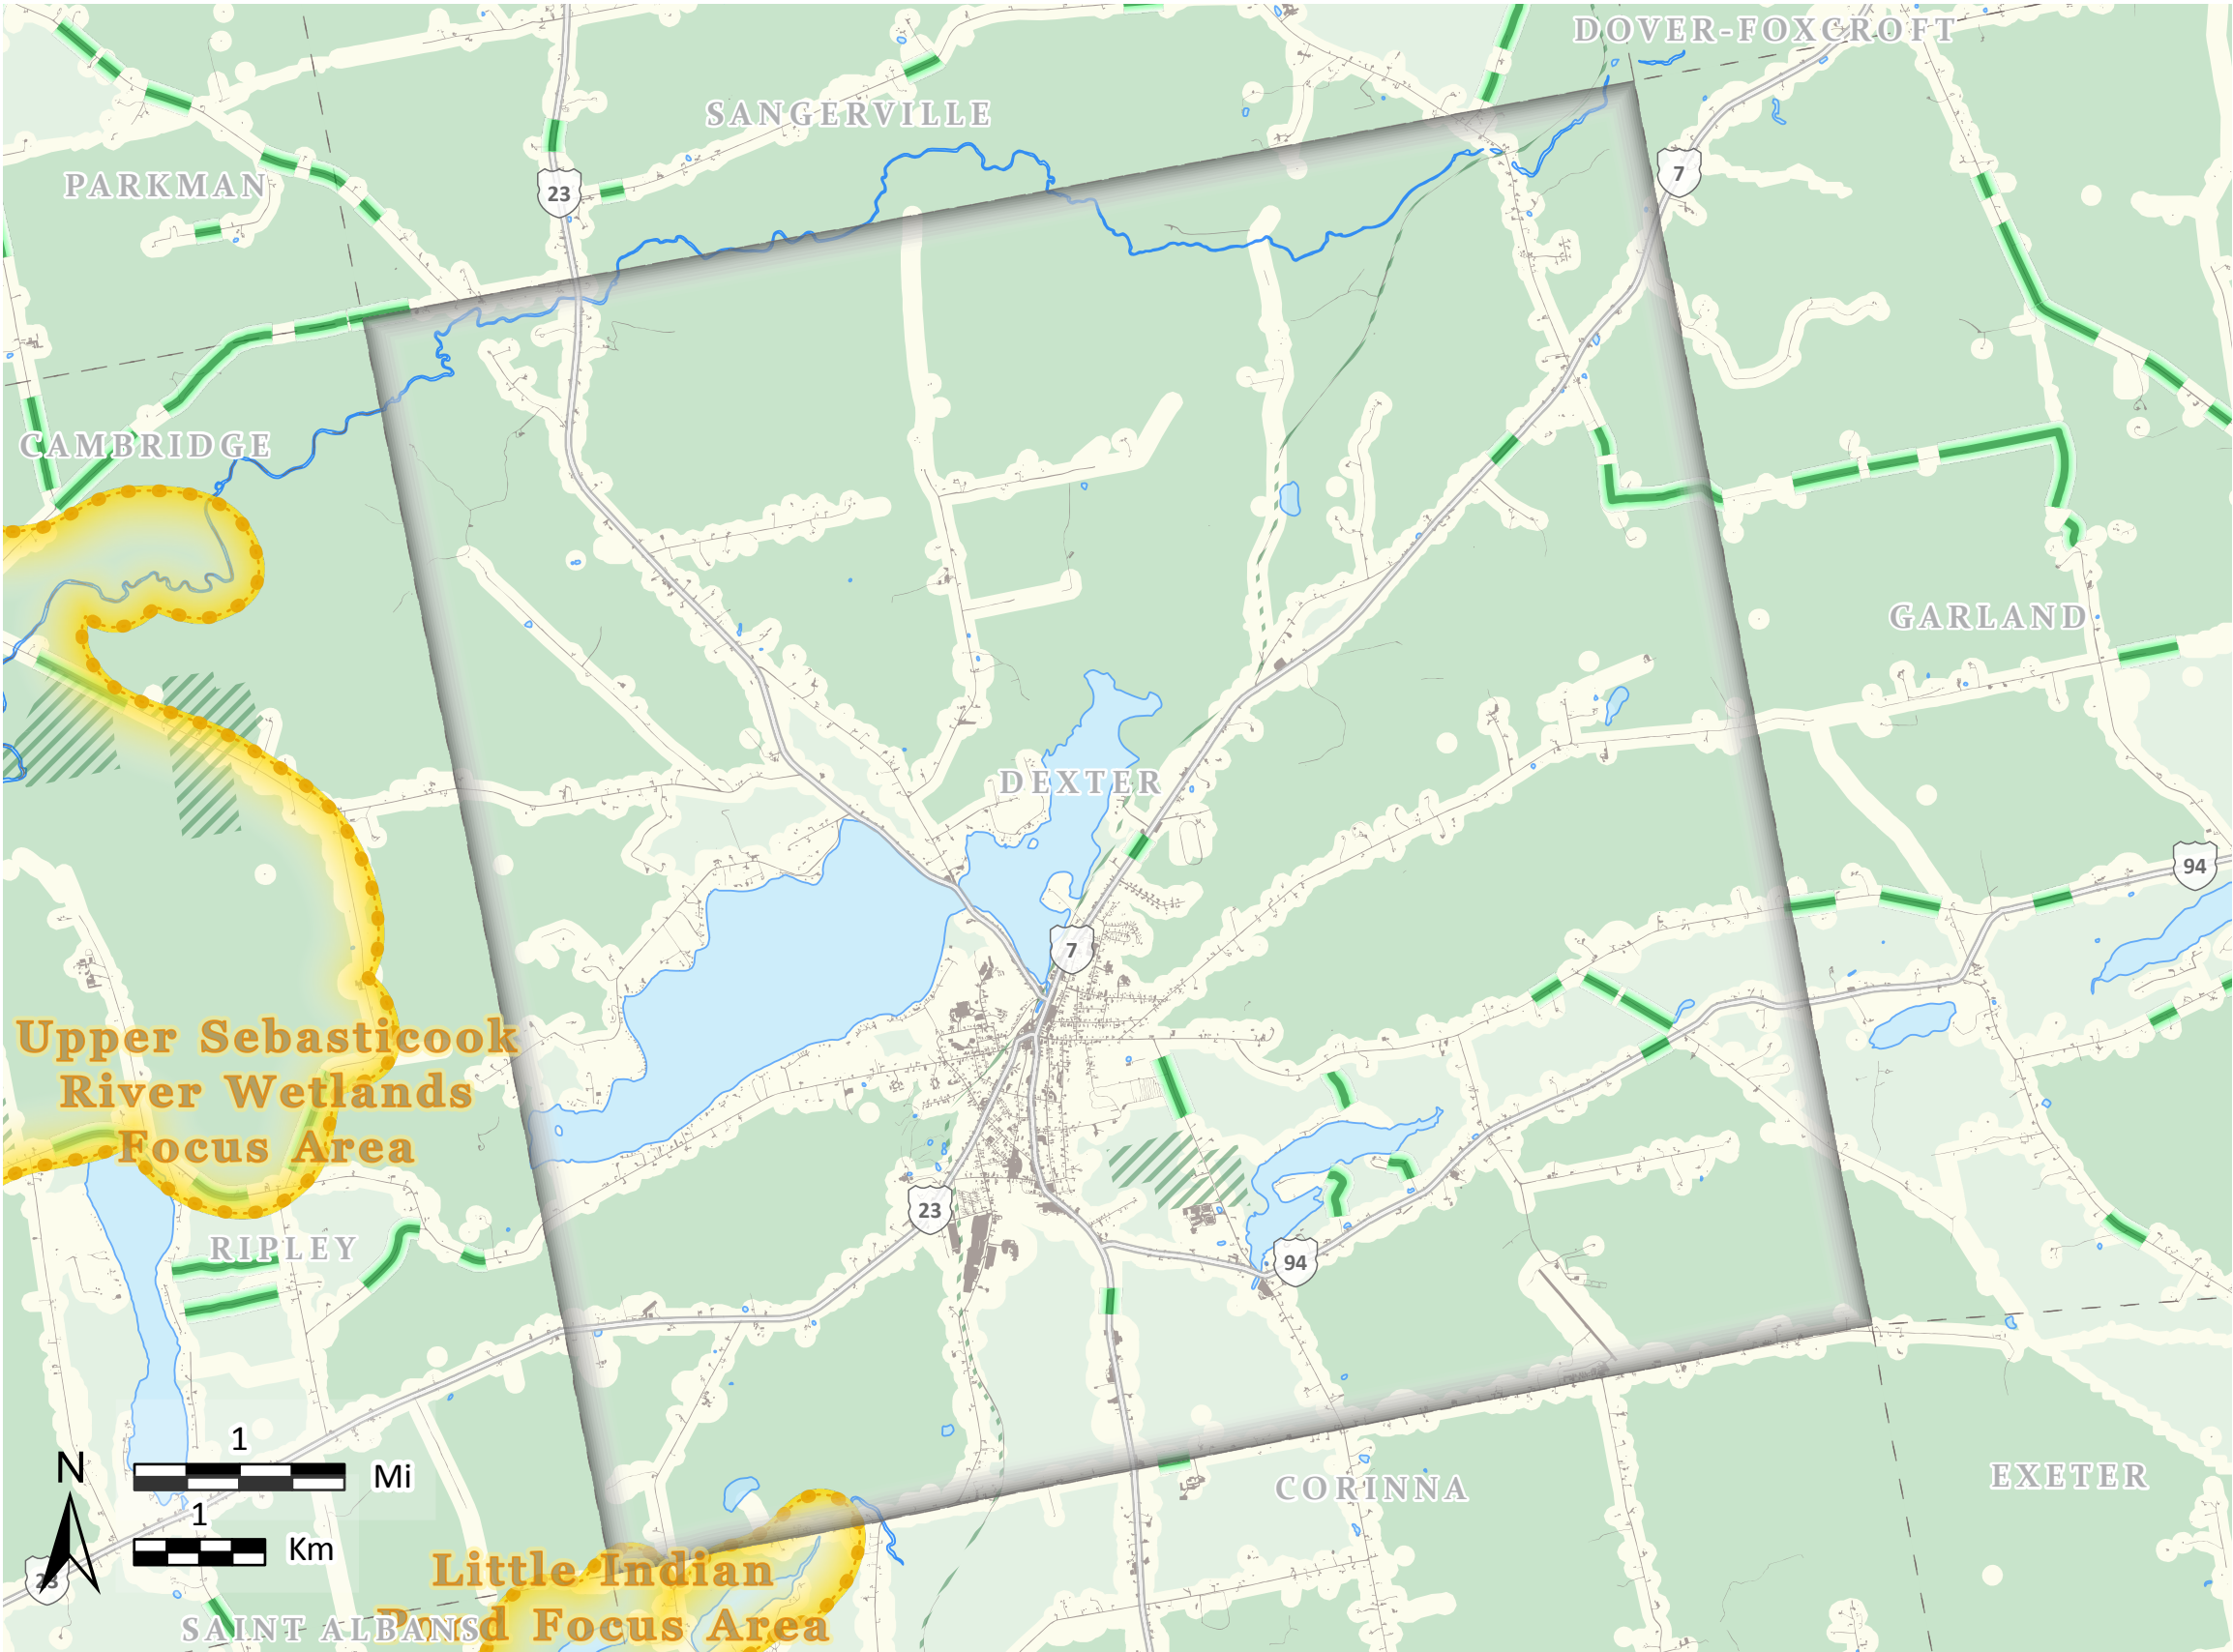 DOVER-FOXCROFT
SANGERVILLE
7
PARKMAN
23
CAMBRIDGE
GARLAND
DEXTER
94
7
Upper Sebasticook
River Wetlands
Focus Area
23
RIPLEY
94
1
N
Mi
CORINNA
EXETER
1
Km
Little Indian
Pond Focus Area
23
SAINT ALBANS